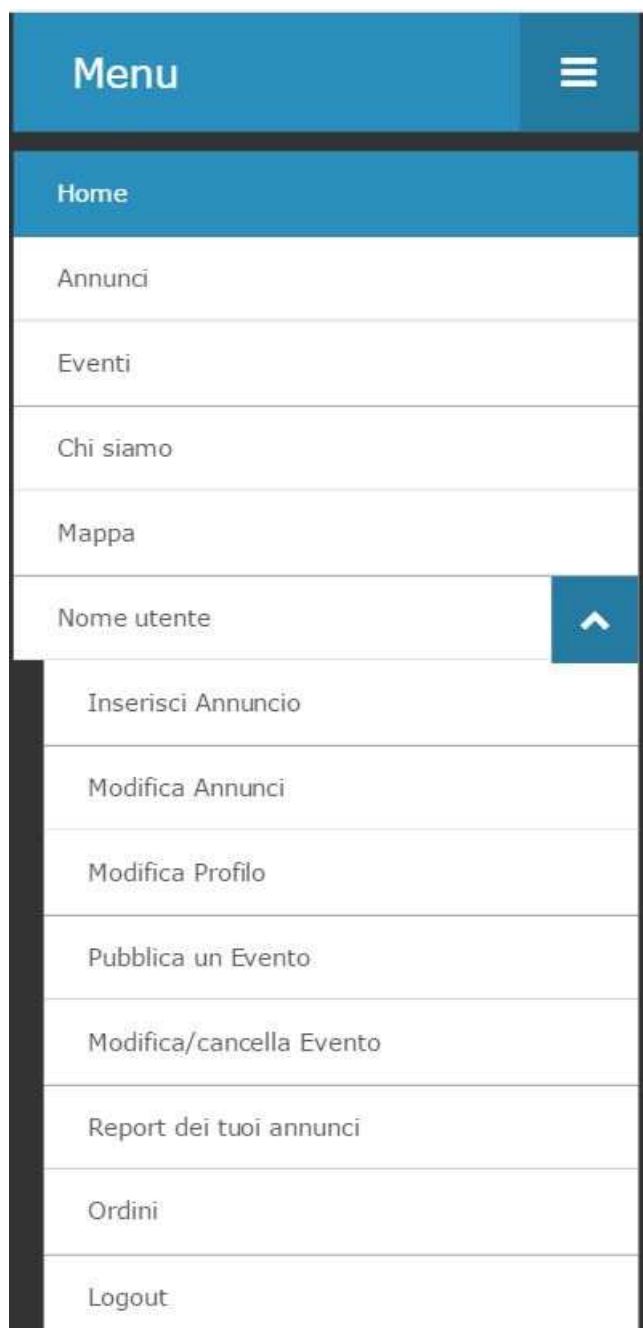 Menu
Home
Annunci
Eventi
Chi siamo
Mappa
Nome utente
Inserisci Annuncio
Modifica Annunci
Modifica Profilo
Pubblica un Evento
Modifica/cancella Evento
Report dei tuoi annunci
Ordini
Logout